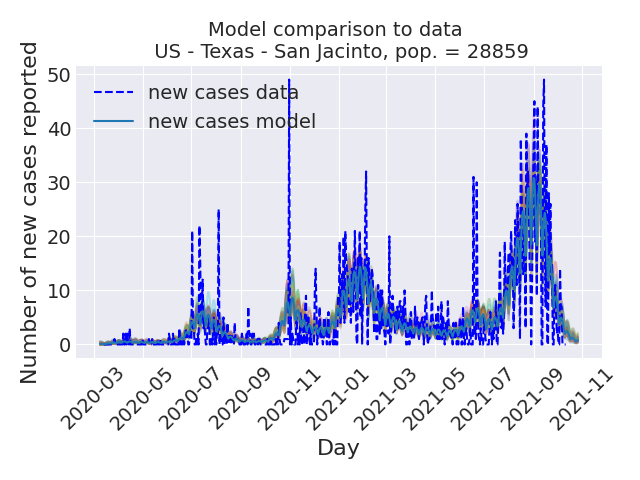 Model comparison to data
US - Texas - San Jacinto, pop. = 28859
Number of new cases reported
50
40
30
20
10
0
new cases data
new cases model
2020-03
2020-05
2020-07
2020-09
2020-11
2021-01
2021-03
2021-05
2021-07
2021-09
2021-11
Day